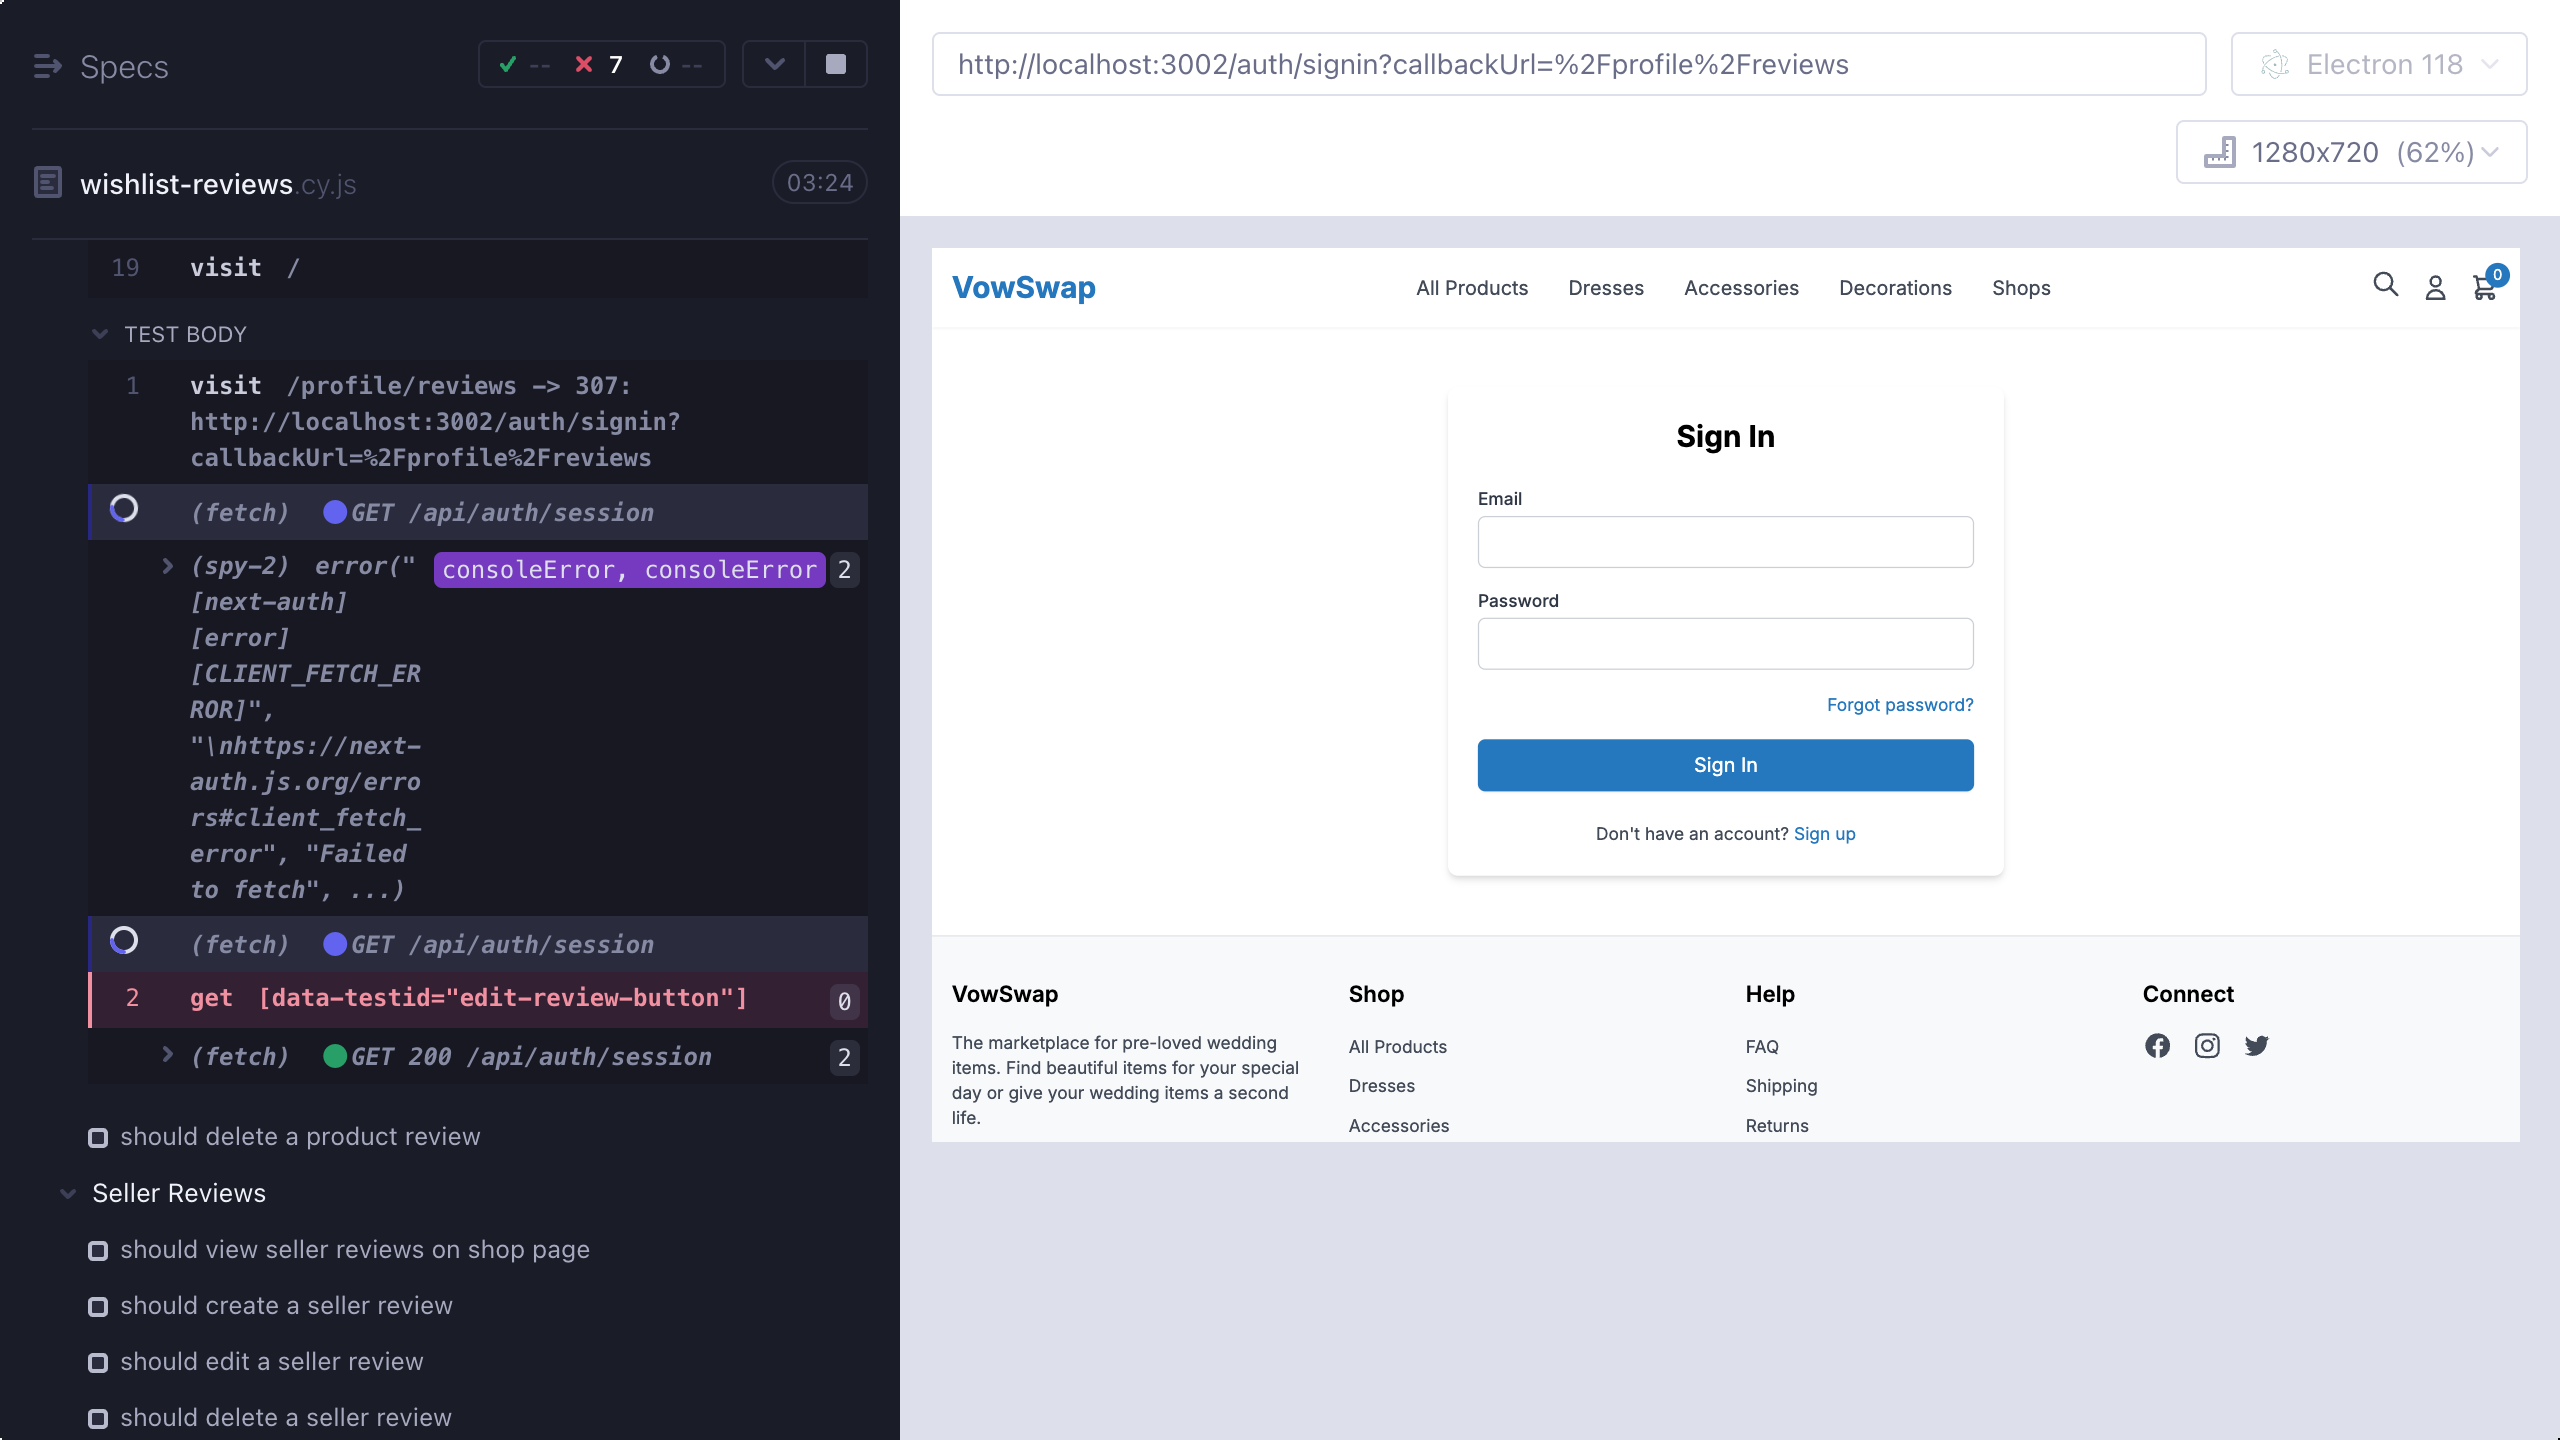 Specs
-- 7 --
wishlist-reviews.cy.js 03:24
19 visit /
TEST BODY
1 visit /profile/reviews -> 307:
http://localhost:3002/auth/signin?
callbackUrl=%2Fprofile%2Freviews
(fetch) GET /api/auth/session
(spy-2) error(" consoleError, consoleError 2
[next-auth]
[error]
[CLIENT_FETCH_ER
ROR]",
"\nhttps://next-
auth.js.org/erro
rs#client_fetch_
error", "Failed
to fetch", ...)
(fetch) GET /api/auth/session
2 get [data-testid="edit-review-button"] 0
(fetch) GET 200 /api/auth/session 2
should delete a product review
Seller Reviews
should view seller reviews on shop page
should create a seller review
should edit a seller review
should delete a seller review
http://localhost:3002/auth/signin?callbackUrl=%2Fprofile%2Freviews
Electron 118
1280x720 (62%)
VowSwap All Products Dresses Accessories Decorations Shops 0
Sign In
Email
Password
Forgot password?
Sign In
Don't have an account? Sign up
VowSwap
The marketplace for pre-loved wedding
items. Find beautiful items for your special
day or give your wedding items a second
life.
Shop
All Products
Dresses
Accessories
Help
FAQ
Shipping
Returns
Connect